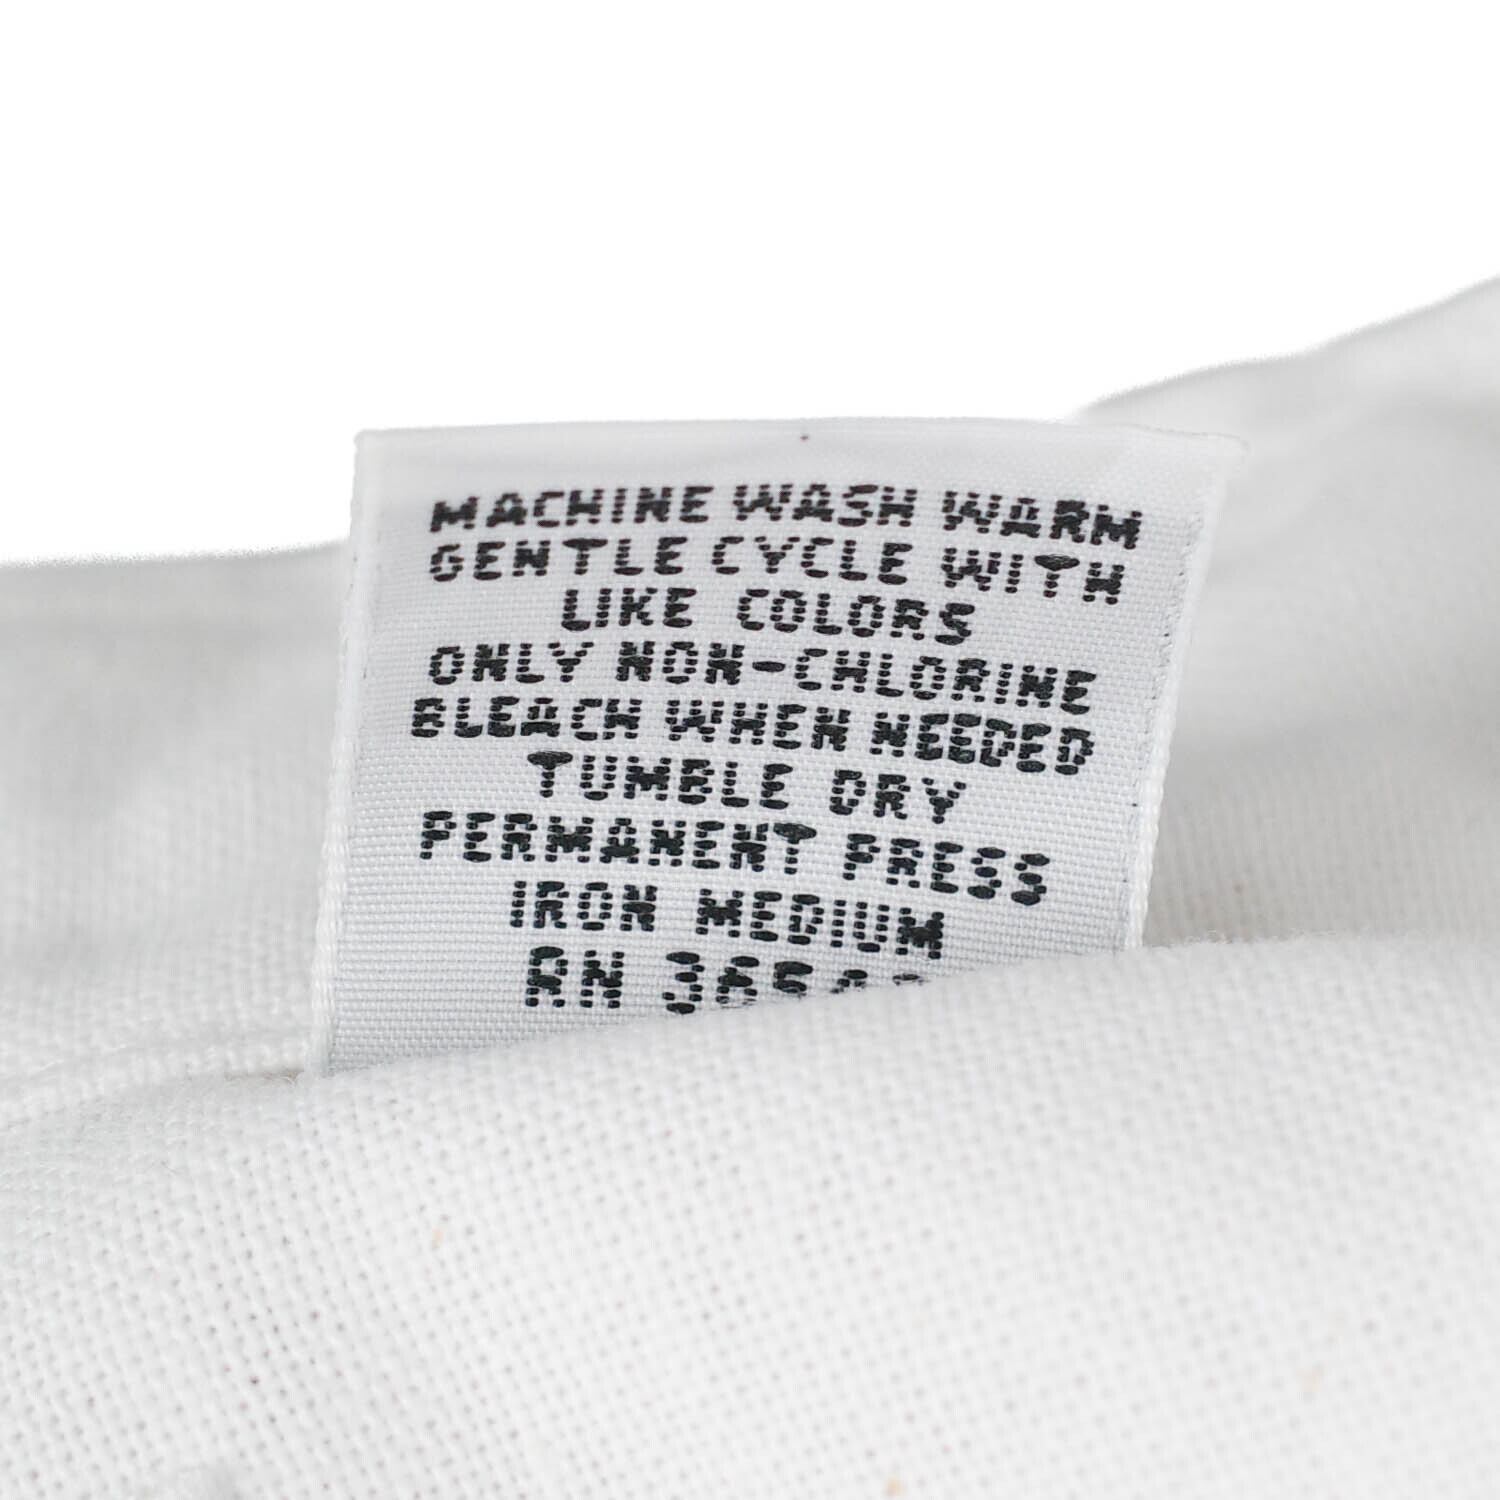 MACHINE WASH WARM
GENTLE CYCLE WITH
LIKE COLORS
ONLY NON-CHLORINE
BLEACH WHEN NEEDED
TUMBLE DRY
PERMANENT PRESS
IRON MEDIUM
RN